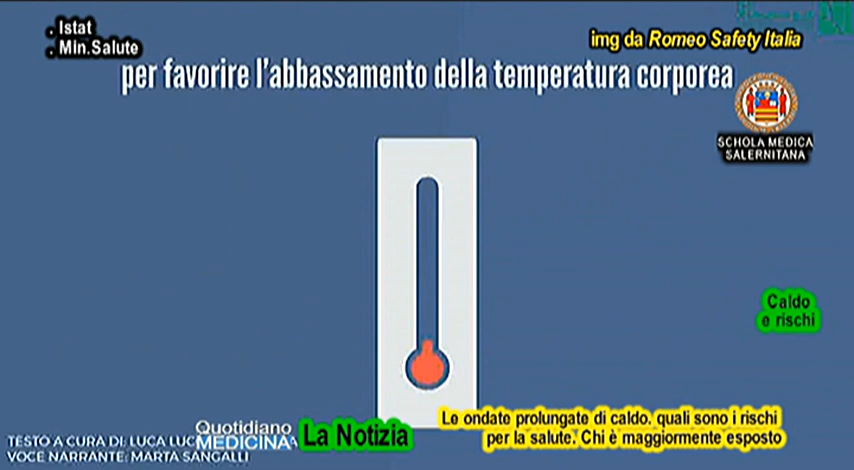 . Istat
. Min.Salute
img da Romeo Safety Italia
per favorire l'abbassamento della temperatura corporea
SCHOLA MEDICA
SALERNITANA
Caldo
e rischi
Le ondate prolungate di caldo. quali sono i rischi
per la salute. Chi è maggiormente esposto
Quotidiano
MEDICINA
La Notizia
TESTO A CURA DI: LUCA
VOCE NARRANTE: MARTA SANGALLI